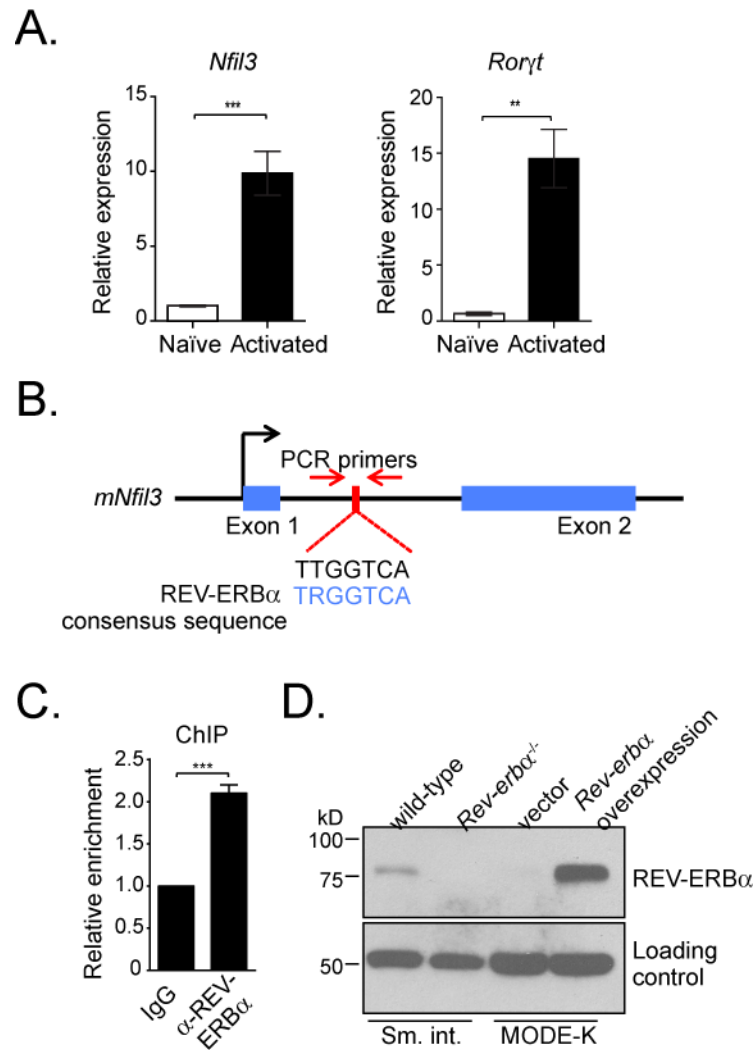 A.
Nfil3
Relative expression
15
10
5
0
***
Naïve Activated
Rorγt
Relative expression
20
15
10
5
0
**
Naïve Activated
B.
mNfil3
PCR primers
Exon 1
Exon 2
TTGGTCA
REV-ERBα TRGGTCA
consensus sequence
C.
ChIP
Relative enrichment
2.5
2.0
1.5
1.0
0.5
0
***
IgG
α-REV-
ERBα
D.
wild-type
Rev-erbα-/-
vector
Rev-erbα
overexpression
kD
100
75
REV-ERBα
50
Loading
control
Sm. int.
MODE-K